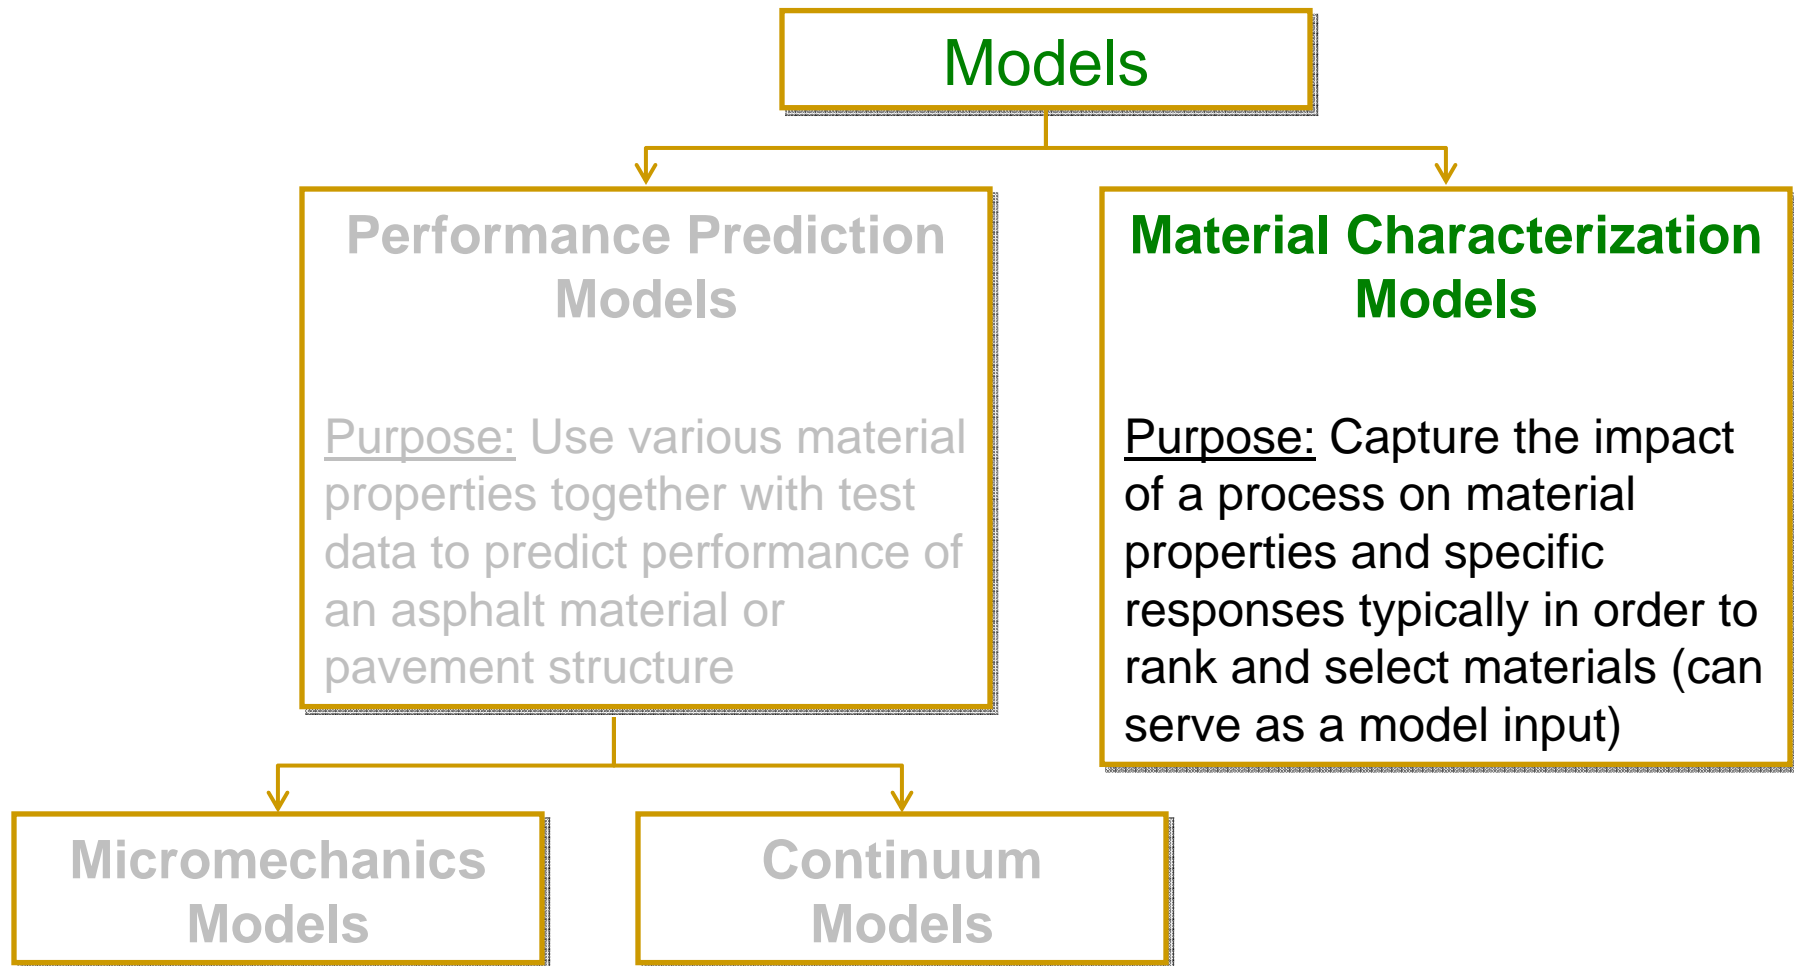 Models
Performance Prediction
Models
Purpose: Use various material
properties together with test
data to predict performance of
an asphalt material or
pavement structure
Material Characterization
Models
Purpose: Capture the impact
of a process on material
properties and specific
responses typically in order to
rank and select materials (can
serve as a model input)
Micromechanics
Models
Continuum
Models